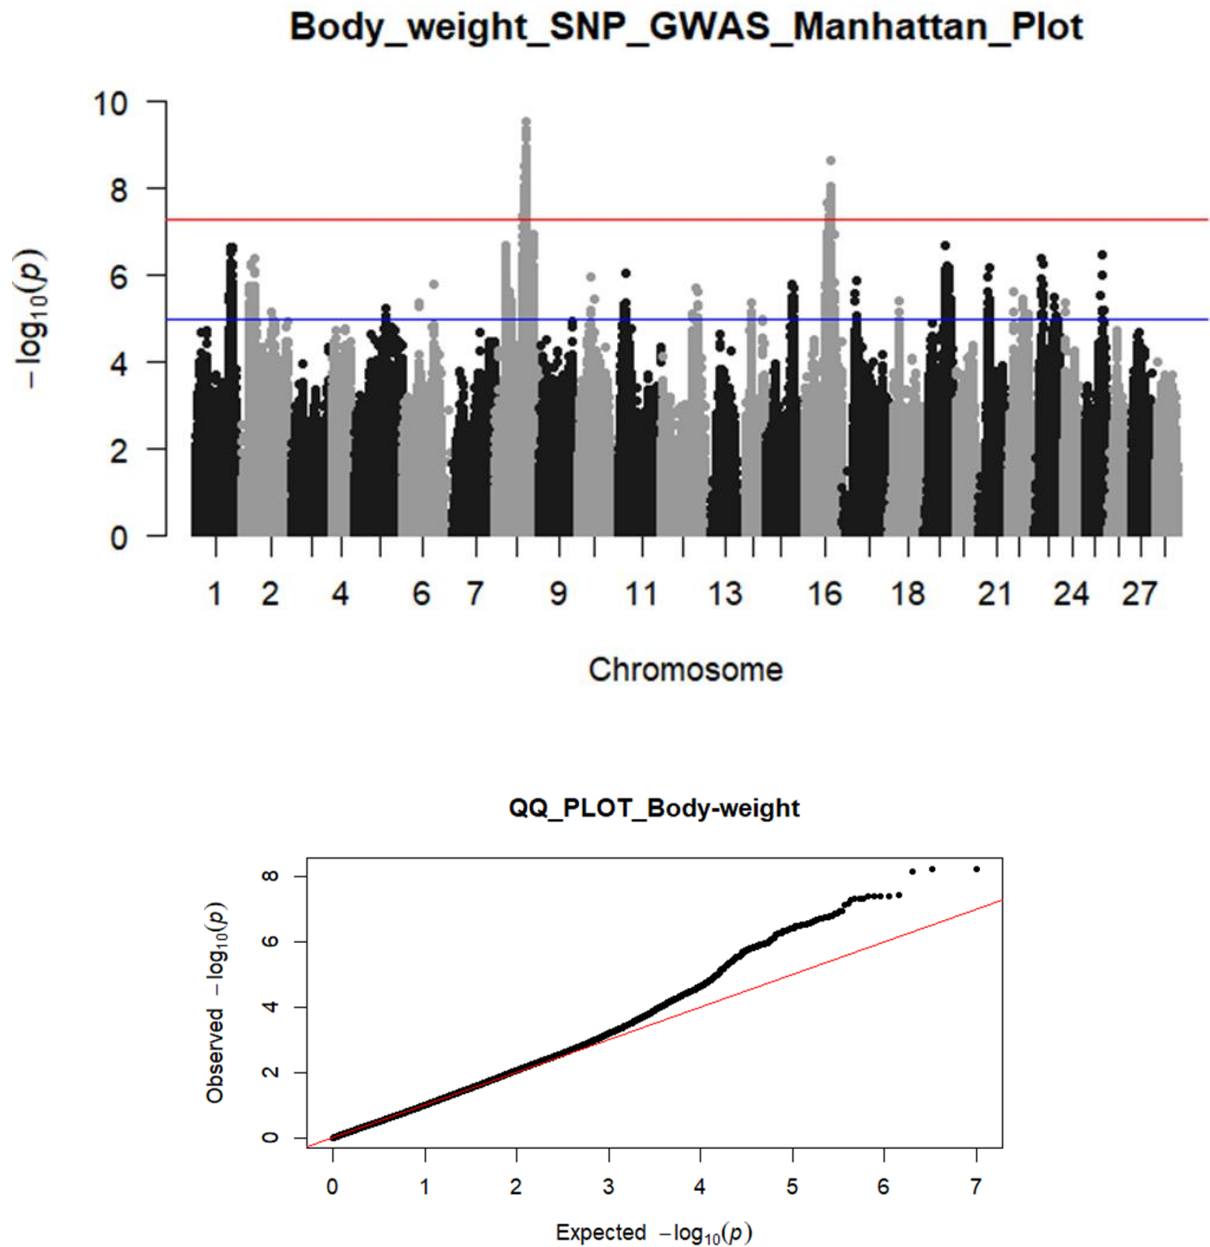 Body_weight_SNP_GWAS_Manhattan_Plot
−log10(p)
10
8
6
4
2
0
1 2 4 6 7 9 11 13 16 18 21 24 27
Chromosome
QQ_PLOT_Body-weight
Observed −log10(p)
8
6
4
2
0
0 1 2 3 4 5 6 7
Expected −log10(p)